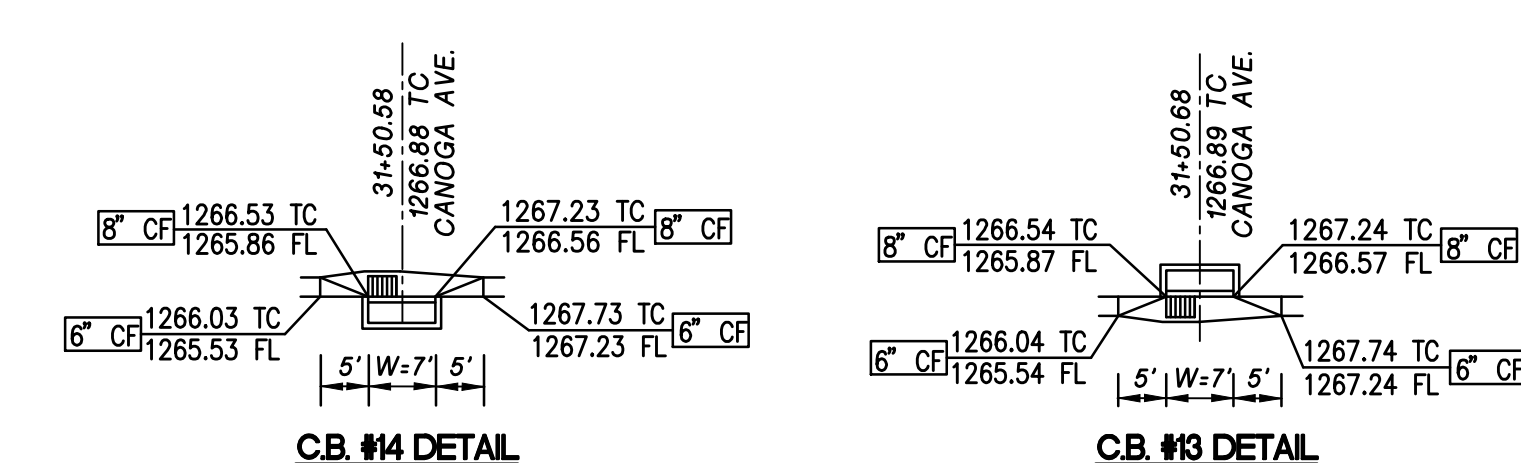 31+50.58
1266.88 TC
CANOGA AVE.
8" CF
1266.53 TC
1265.86 FL
1267.23 TC
1266.56 FL
8" CF
6" CF
1266.03 TC
1265.53 FL
1267.73 TC
1267.23 FL
6" CF
5' W=7' 5'
C.B. #14 DETAIL
31+50.68
1266.89 TC
CANOGA AVE.
8" CF
1266.54 TC
1265.87 FL
1267.24 TC
1266.57 FL
8" CF
6" CF
1266.04 TC
1265.54 FL
1267.74 TC
1267.24 FL
6" CF
5' W=7' 5'
C.B. #13 DETAIL